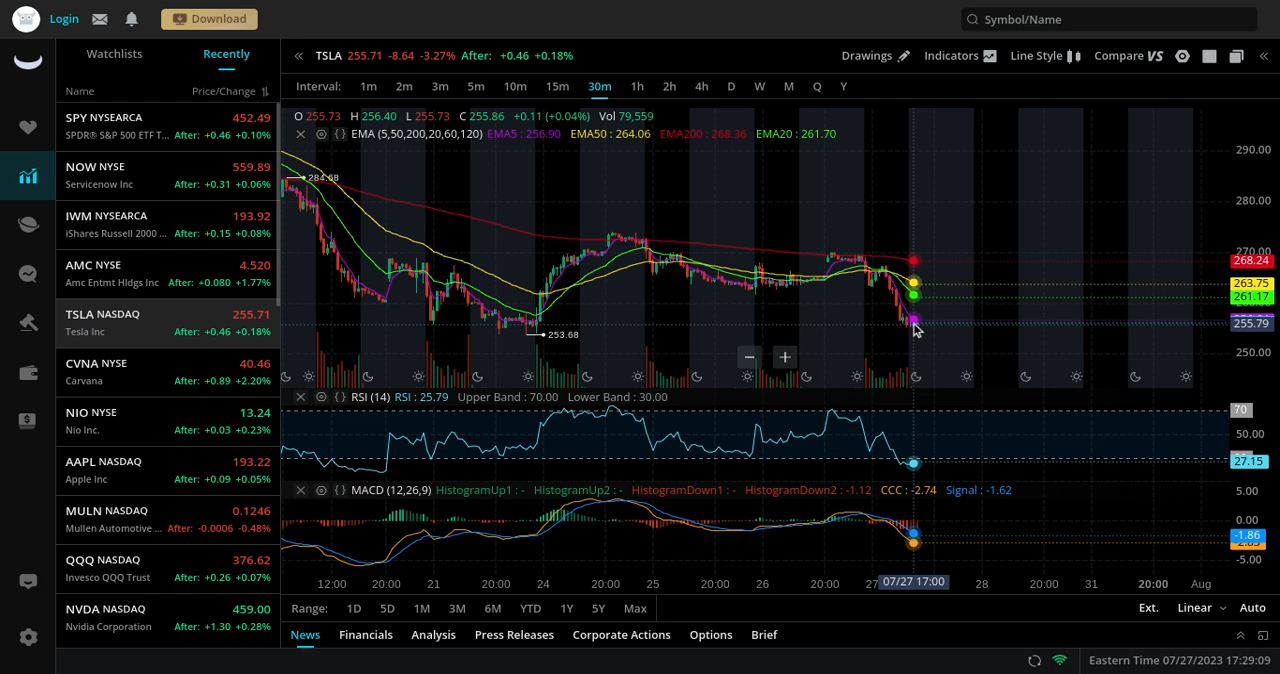 Login
Download
Symbol/Name
Watchlists
Recently
Name
Price/Change
SPY NYSEARCA 452.49
SPDR® S&P 500 ETF T... After: +0.46 +0.10%
NOW NYSE 559.89
Servicenow Inc After: +0.31 +0.06%
IWM NYSEARCA 193.92
iShares Russell 2000 ... After: +0.15 +0.08%
AMC NYSE 4.520
Amc Entmt Hldgs Inc After: +0.080 +1.77%
TSLA NASDAQ 255.71
Tesla Inc After: +0.46 +0.18%
CVNA NYSE 40.46
Carvana After: +0.89 +2.20%
NIO NYSE 13.24
Nio Inc. After: +0.03 +0.23%
AAPL NASDAQ 193.22
Apple Inc After: +0.09 +0.05%
MULN NASDAQ 0.1246
Mullen Automotive ... After: -0.0006 -0.48%
QQQ NASDAQ 376.62
Invesco QQQ Trust After: +0.26 +0.07%
NVDA NASDAQ 459.00
Nvidia Corporation After: +1.30 +0.28%
TSLA 255.71 -8.64 -3.27% After: +0.46 +0.18%
Drawings Indicators Line Style Compare VS
Interval: 1m 2m 3m 5m 10m 15m 30m 1h 2h 4h D W M Q Y
O 255.73 H 256.40 L 255.73 C 255.86 +0.11 (+0.04%) Vol 79,559
EMA (5,50,200,20,60,120) EMA5 : 256.90 EMA50 : 264.06 EMA200 : 268.36 EMA20 : 261.70
284.68
253.68
290.00
280.00
270.00
268.24
263.75
261.17
255.79
250.00
RSI (14) RSI : 25.79 Upper Band : 70.00 Lower Band : 30.00
70
50.00
27.15
MACD (12,26,9) HistogramUp1 : - HistogramUp2 : - HistogramDown1 : - HistogramDown2 : -1.12 CCC : -2.74 Signal : -1.62
5.00
0.00
-1.86
-5.00
12:00 20:00 21 20:00 24 20:00 25 20:00 26 20:00 27 07/27 17:00 28 20:00 31 20:00 Aug
Range: 1D 5D 1M 3M 6M YTD 1Y 5Y Max
Ext. Linear Auto
News Financials Analysis Press Releases Corporate Actions Options Brief
Eastern Time 07/27/2023 17:29:09